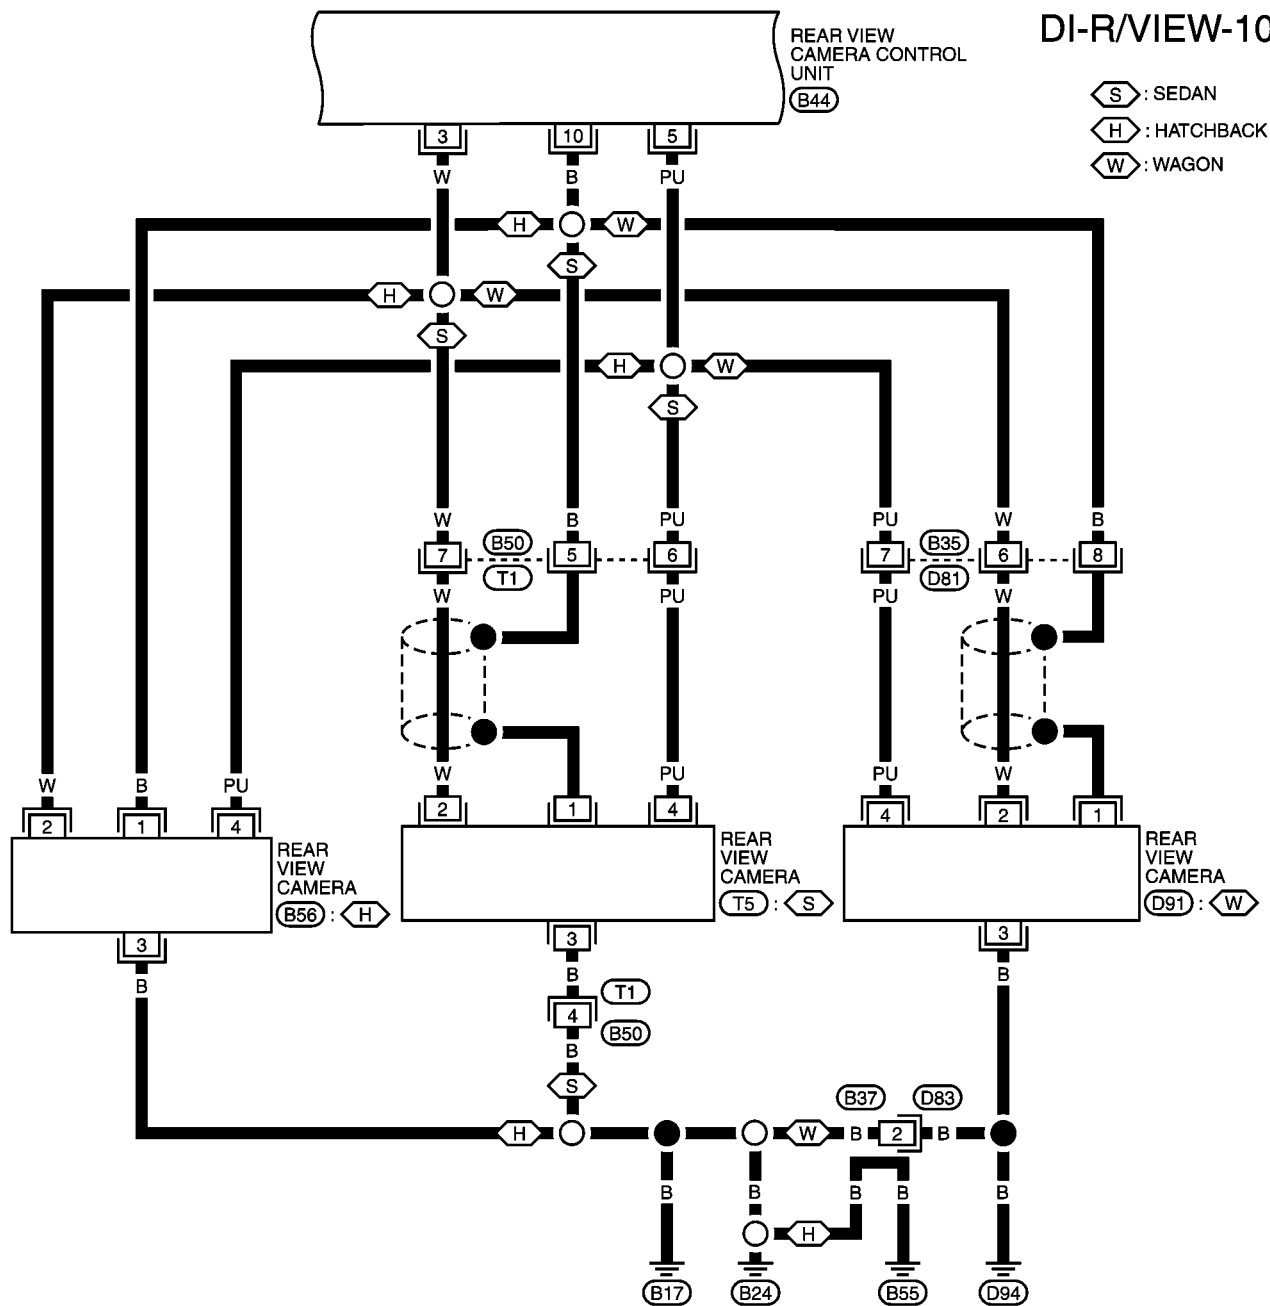 DI-R/VIEW-10
REAR VIEW
CAMERA CONTROL
UNIT
B44
S : SEDAN
H : HATCHBACK
W : WAGON
3 10 5
W B PU
H W
S
H W
S
H W
S
W B PU PU W B
7 B50 5 6 7 B35 6 8
T1 D81
W PU PU W
W PU PU W
2 1 4 4 2 1
W B PU
2 1 4
REAR
VIEW
CAMERA
B56 : H
REAR
VIEW
CAMERA
T5 : S
REAR
VIEW
CAMERA
D91 : W
3 3 3
B B B
T1
4
B50
B
S
B37 D83
H W B 2 B
B B B B B
H
B17 B24 B55 D94